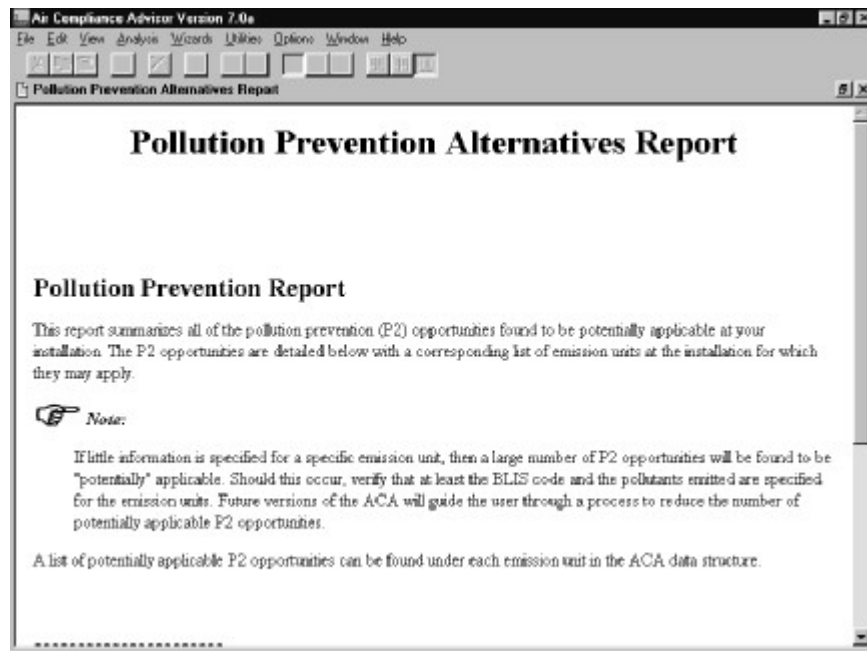 Air Compliance Advisor Version 7.0a
File Edit View Analysis Wizards Utilities Options Window Help
Pollution Prevention Alternatives Report
Pollution Prevention Alternatives Report
Pollution Prevention Report
This report summarizes all of the pollution prevention (P2) opportunities found to be potentially applicable at your
installation. The P2 opportunities are detailed below with a corresponding list of emission units at the installation for which
they may apply.
Note:
If little information is specified for a specific emission unit, then a large number of P2 opportunities will be found to be
"potentially" applicable. Should this occur, verify that at least the BLIS code and the pollutants emitted are specified
for the emission units. Future versions of the ACA will guide the user through a process to reduce the number of
potentially applicable P2 opportunities.
A list of potentially applicable P2 opportunities can be found under each emission unit in the ACA data structure.